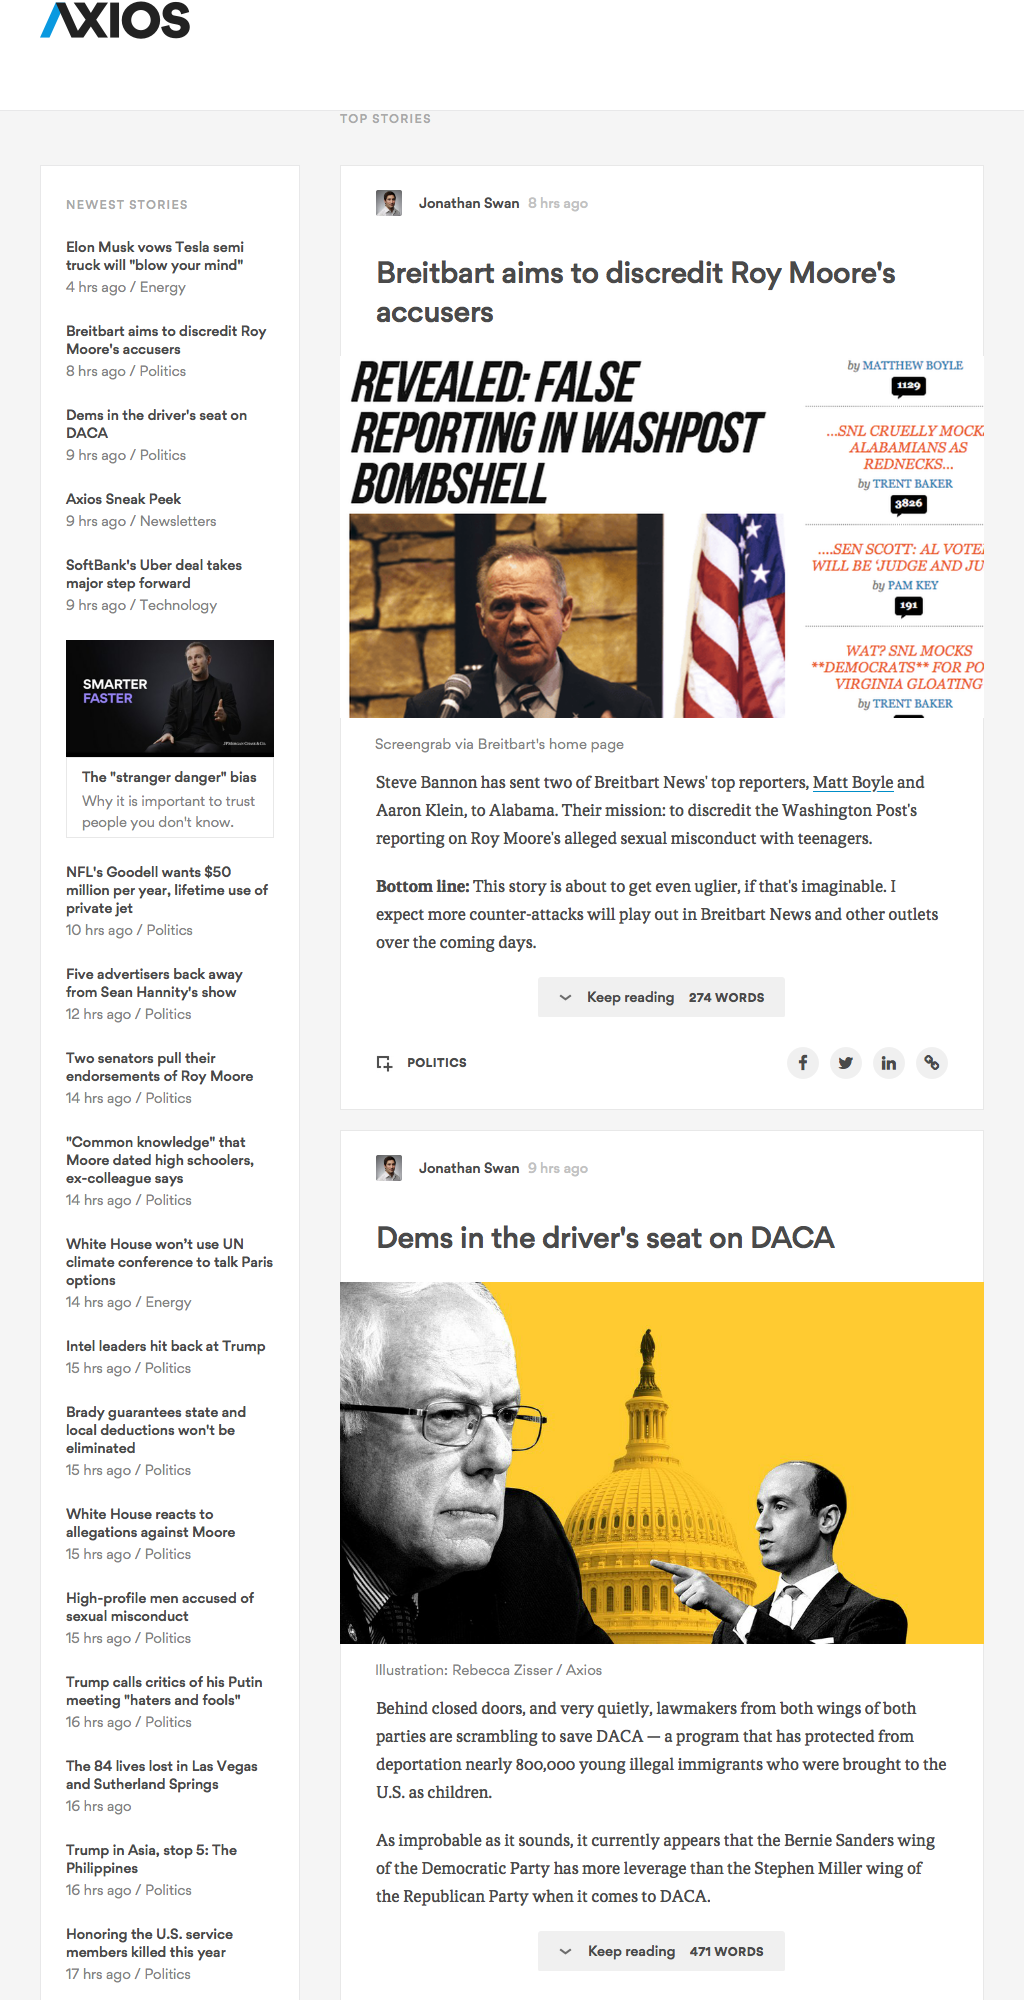 AXIOS
TOP STORIES
NEWEST STORIES
Elon Musk vows Tesla semi
truck will "blow your mind"
4 hrs ago / Energy
Breitbart aims to discredit Roy
Moore's accusers
8 hrs ago / Politics
Dems in the driver's seat on
DACA
9 hrs ago / Politics
Axios Sneak Peek
9 hrs ago / Newsletters
SoftBank's Uber deal takes
major step forward
9 hrs ago / Technology
SMARTER
FASTER
JPMorgan Chase & Co.
The "stranger danger" bias
Why it is important to trust
people you don't know.
NFL's Goodell wants $50
million per year, lifetime use of
private jet
10 hrs ago / Politics
Five advertisers back away
from Sean Hannity's show
12 hrs ago / Politics
Two senators pull their
endorsements of Roy Moore
14 hrs ago / Politics
"Common knowledge" that
Moore dated high schoolers,
ex-colleague says
14 hrs ago / Politics
White House won't use UN
climate conference to talk Paris
options
14 hrs ago / Energy
Intel leaders hit back at Trump
15 hrs ago / Politics
Brady guarantees state and
local deductions won't be
eliminated
15 hrs ago / Politics
White House reacts to
allegations against Moore
15 hrs ago / Politics
High-profile men accused of
sexual misconduct
15 hrs ago / Politics
Trump calls critics of his Putin
meeting "haters and fools"
16 hrs ago / Politics
The 84 lives lost in Las Vegas
and Sutherland Springs
16 hrs ago
Trump in Asia, stop 5: The
Philippines
16 hrs ago / Politics
Honoring the U.S. service
members killed this year
17 hrs ago / Politics
Jonathan Swan 8 hrs ago
Breitbart aims to discredit Roy Moore's
accusers
REVEALED: FALSE
REPORTING IN WASHPOST
BOMBSHELL
by MATTHEW BOYLE
1129
...SNL CRUELLY MOCK
ALABAMIANS AS
REDNECKS...
by TRENT BAKER
3826
....SEN SCOTT: AL VOTE
WILL BE 'JUDGE AND JU
by PAM KEY
191
WAT? SNL MOCKS
**DEMOCRATS** FOR PO
VIRGINIA GLOATING
by TRENT BAKER
Screengrab via Breitbart's home page
Steve Bannon has sent two of Breitbart News' top reporters, Matt Boyle and
Aaron Klein, to Alabama. Their mission: to discredit the Washington Post's
reporting on Roy Moore's alleged sexual misconduct with teenagers.
Bottom line: This story is about to get even uglier, if that's imaginable. I
expect more counter-attacks will play out in Breitbart News and other outlets
over the coming days.
Keep reading 274 WORDS
POLITICS
Jonathan Swan 9 hrs ago
Dems in the driver's seat on DACA
Illustration: Rebecca Zisser / Axios
Behind closed doors, and very quietly, lawmakers from both wings of both
parties are scrambling to save DACA — a program that has protected from
deportation nearly 800,000 young illegal immigrants who were brought to the
U.S. as children.
As improbable as it sounds, it currently appears that the Bernie Sanders wing
of the Democratic Party has more leverage than the Stephen Miller wing of
the Republican Party when it comes to DACA.
Keep reading 471 WORDS